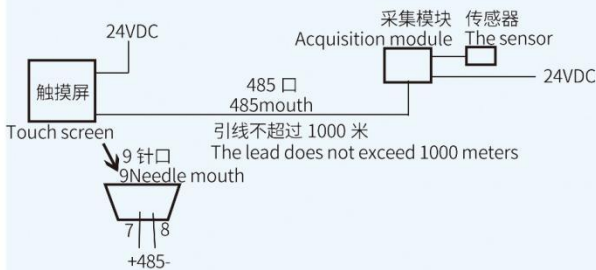 24VDC
采集模块
Acquisition module
传感器
The sensor
触摸屏
24VDC
485 口
485mouth
Touch screen
引线不超过 1000 米
The lead does not exceed 1000 meters
9 针口
9Needle mouth
7 8
+485-